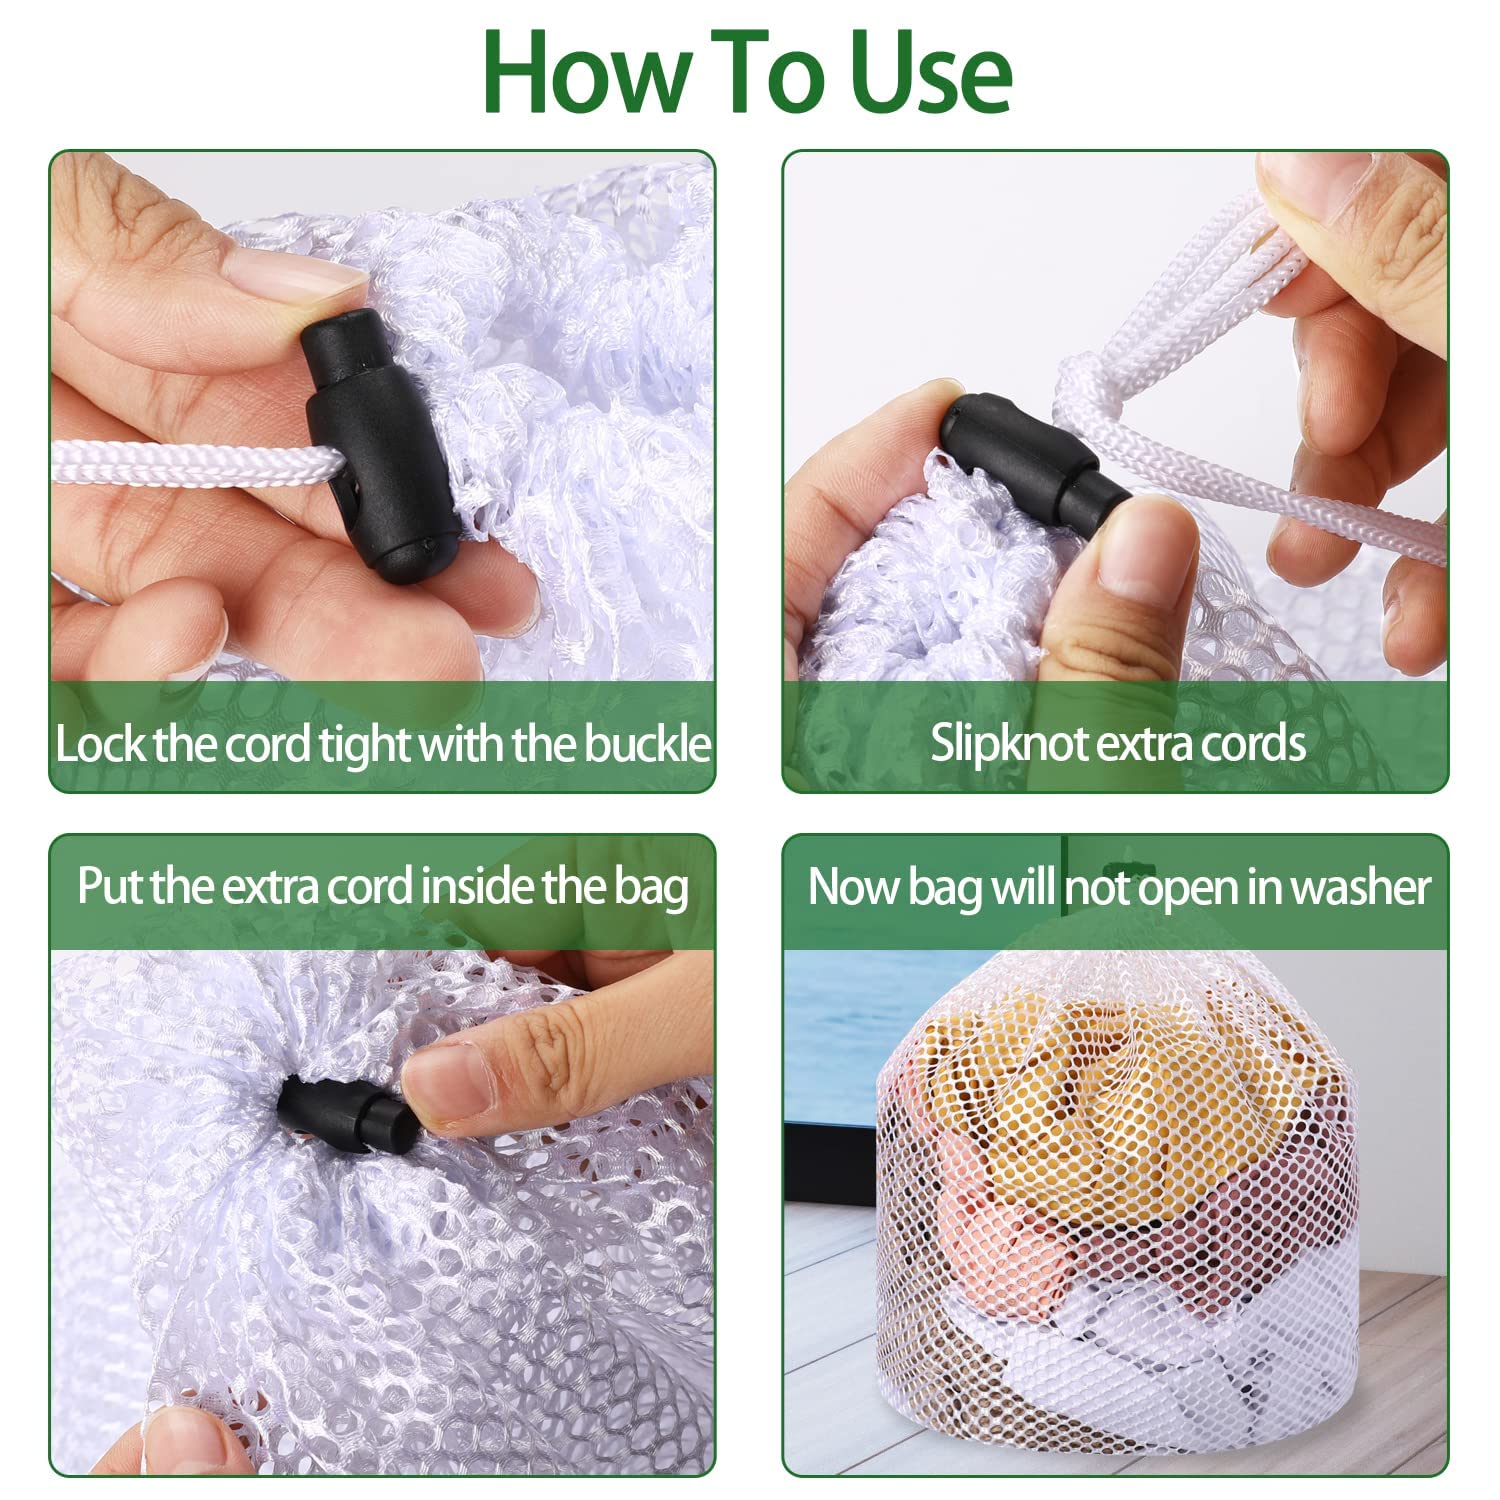 How To Use
Lock the cord tight with the buckle
Slipknot extra cords
Put the extra cord inside the bag
Now bag will not open in washer